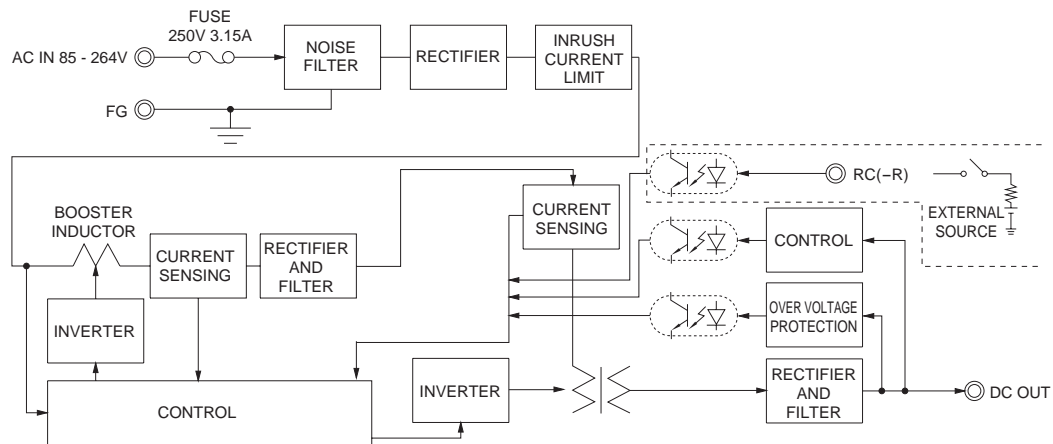 FUSE
250V 3.15A
AC IN 85 - 264V
NOISE
FILTER
RECTIFIER
INRUSH
CURRENT
LIMIT
FG
RC(−R)
EXTERNAL
SOURCE
BOOSTER
INDUCTOR
CURRENT
SENSING
RECTIFIER
AND
FILTER
CURRENT
SENSING
CONTROL
OVER VOLTAGE
PROTECTION
INVERTER
INVERTER
RECTIFIER
AND
FILTER
DC OUT
CONTROL